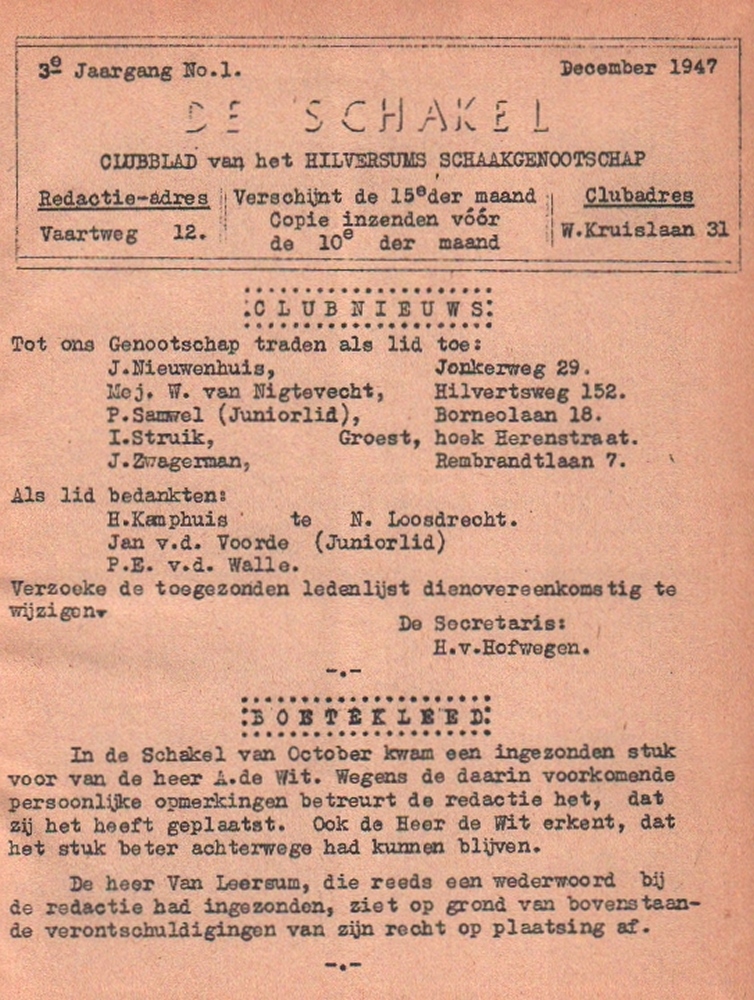 3e Jaargang No.1. December 1947
DE SCHAKEL
CLUBBLAD van het HILVERSUMS SCHAAKGENOOTSCHAP
Redactie-adres Verschijnt de 15e der maand Clubadres
Copie inzenden vóór
Vaartweg 12. de 10e der maand W.Kruislaan 31
CLUBNIEUWS
Tot ons Genootschap traden als lid toe:
J.Nieuwenhuis, Jonkerweg 29.
Mej. W. van Nigtevecht, Hilvertsweg 152.
P.Samwel (Juniorlid), Borneolaan 18.
I.Struik, Groest, hoek Herenstraat.
J.Zwagerman, Rembrandtlaan 7.
Als lid bedankten:
H.Kamphuis te N. Loosdrecht.
Jan v.d. Voorde (Juniorlid)
P.E. v.d. Walle.
Verzoeke de toegezonden ledenlijst dienovereenkomstig te
wijzigen.
De Secretaris:
H.v.Hofwegen.
-.-
BOETEKLEED
In de Schakel van October kwam een ingezonden stuk
voor van de heer A.de Wit. Wegens de daarin voorkomende
persoonlijke opmerkingen betreurt de redactie het, dat
zij het heeft geplaatst. Ook de Heer de Wit erkent, dat
het stuk beter achterwege had kunnen blijven.
De heer Van Leersum, die reeds een wederwoord bij
de redactie had ingezonden, ziet op grond van bovenstaan-
de verontschuldigingen van zijn recht op plaatsing af.
-.-